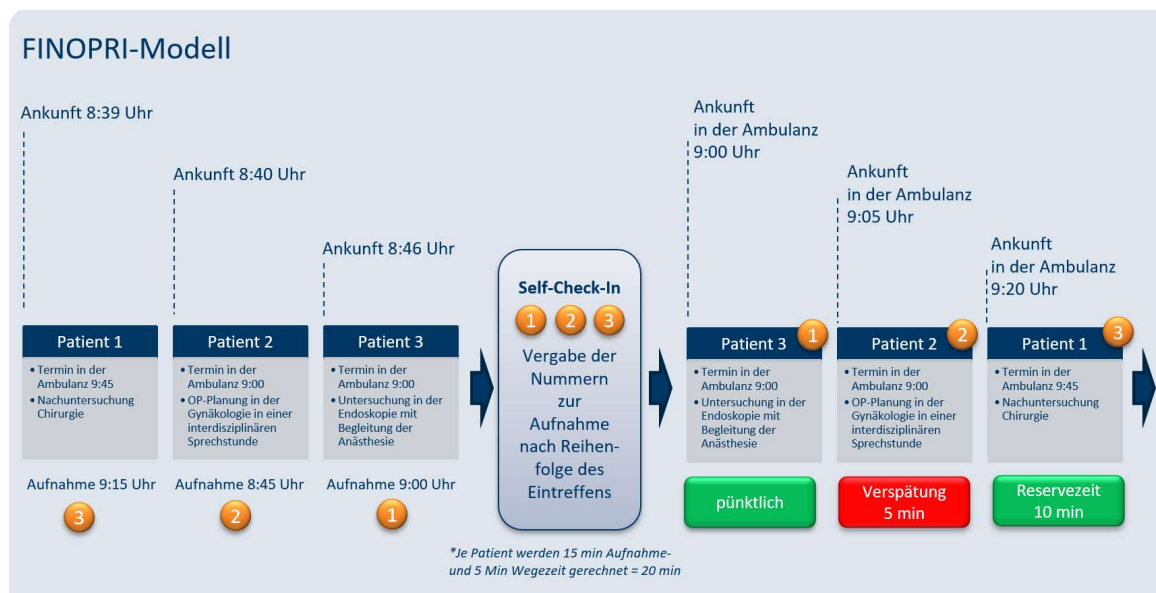 FINOPRI-Modell
Ankunft 8:39 Uhr
Ankunft 8:40 Uhr
Ankunft 8:46 Uhr
Patient 1
• Termin in der
Ambulanz 9:45
• Nachuntersuchung
Chirurgie
Aufnahme 9:15 Uhr
3
Patient 2
• Termin in der
Ambulanz 9:00
• OP-Planung in der
Gynäkologie in einer
interdisziplinären
Sprechstunde
Aufnahme 8:45 Uhr
2
Patient 3
• Termin in der
Ambulanz 9:00
• Untersuchung in der
Endoskopie mit
Begleitung der
Anästhesie
Aufnahme 9:00 Uhr
1
Self-Check-In
1 2 3
Vergabe der
Nummern
zur
Aufnahme
nach Reihen-
folge des
Eintreffens
*Je Patient werden 15 min Aufnahme-
und 5 Min Wegezeit gerechnet = 20 min
Ankunft
in der Ambulanz
9:00 Uhr
Patient 3
1
• Termin in der
Ambulanz 9:00
• Untersuchung in der
Endoskopie mit
Begleitung der
Anästhesie
pünktlich
Ankunft
in der Ambulanz
9:05 Uhr
Patient 2
2
• Termin in der
Ambulanz 9:00
• OP-Planung in der
Gynäkologie in einer
interdisziplinären
Sprechstunde
Verspätung
5 min
Ankunft
in der Ambulanz
9:20 Uhr
Patient 1
3
• Termin in der
Ambulanz 9:45
• Nachuntersuchung
Chirurgie
Reservezeit
10 min